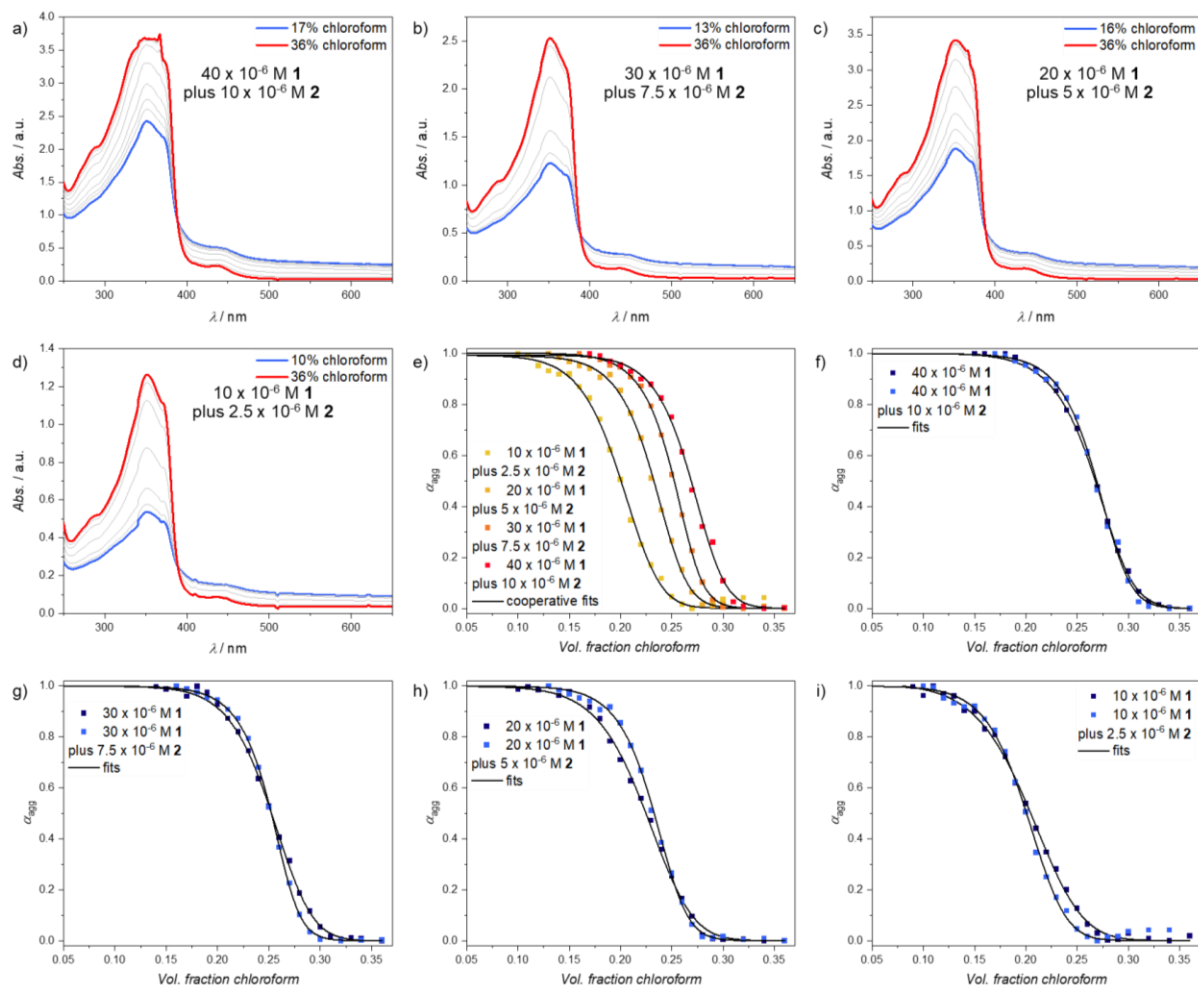 a)
17% chloroform
36% chloroform
40 x 10⁻⁶ M 1
plus 10 x 10⁻⁶ M 2
Abs. / a.u.
4.0
3.5
3.0
2.5
2.0
1.5
1.0
0.5
0.0
300 400 500 600
λ / nm
b)
13% chloroform
36% chloroform
30 x 10⁻⁶ M 1
plus 7.5 x 10⁻⁶ M 2
Abs. / a.u.
2.5
2.0
1.5
1.0
0.5
0.0
300 400 500 600
λ / nm
c)
16% chloroform
36% chloroform
20 x 10⁻⁶ M 1
plus 5 x 10⁻⁶ M 2
Abs. / a.u.
3.5
3.0
2.5
2.0
1.5
1.0
0.5
0.0
300 400 500 600
λ / nm
d)
10% chloroform
36% chloroform
10 x 10⁻⁶ M 1
plus 2.5 x 10⁻⁶ M 2
Abs. / a.u.
1.4
1.2
1.0
0.8
0.6
0.4
0.2
0.0
300 400 500 600
λ / nm
e)
αagg
1.0
0.8
0.6
0.4
0.2
0.0
10 x 10⁻⁶ M 1
plus 2.5 x 10⁻⁶ M 2
20 x 10⁻⁶ M 1
plus 5 x 10⁻⁶ M 2
30 x 10⁻⁶ M 1
plus 7.5 x 10⁻⁶ M 2
40 x 10⁻⁶ M 1
plus 10 x 10⁻⁶ M 2
cooperative fits
0.05 0.10 0.15 0.20 0.25 0.30 0.35
Vol. fraction chloroform
f)
αagg
1.0
0.8
0.6
0.4
0.2
0.0
40 x 10⁻⁶ M 1
40 x 10⁻⁶ M 1
plus 10 x 10⁻⁶ M 2
fits
0.05 0.10 0.15 0.20 0.25 0.30 0.35
Vol. fraction chloroform
g)
αagg
1.0
0.8
0.6
0.4
0.2
0.0
30 x 10⁻⁶ M 1
30 x 10⁻⁶ M 1
plus 7.5 x 10⁻⁶ M 2
fits
0.05 0.10 0.15 0.20 0.25 0.30 0.35
Vol. fraction chloroform
h)
αagg
1.0
0.8
0.6
0.4
0.2
0.0
20 x 10⁻⁶ M 1
20 x 10⁻⁶ M 1
plus 5 x 10⁻⁶ M 2
fits
0.05 0.10 0.15 0.20 0.25 0.30 0.35
Vol. fraction chloroform
i)
αagg
1.0
0.8
0.6
0.4
0.2
0.0
10 x 10⁻⁶ M 1
10 x 10⁻⁶ M 1
plus 2.5 x 10⁻⁶ M 2
fits
0.05 0.10 0.15 0.20 0.25 0.30 0.35
Vol. fraction chloroform